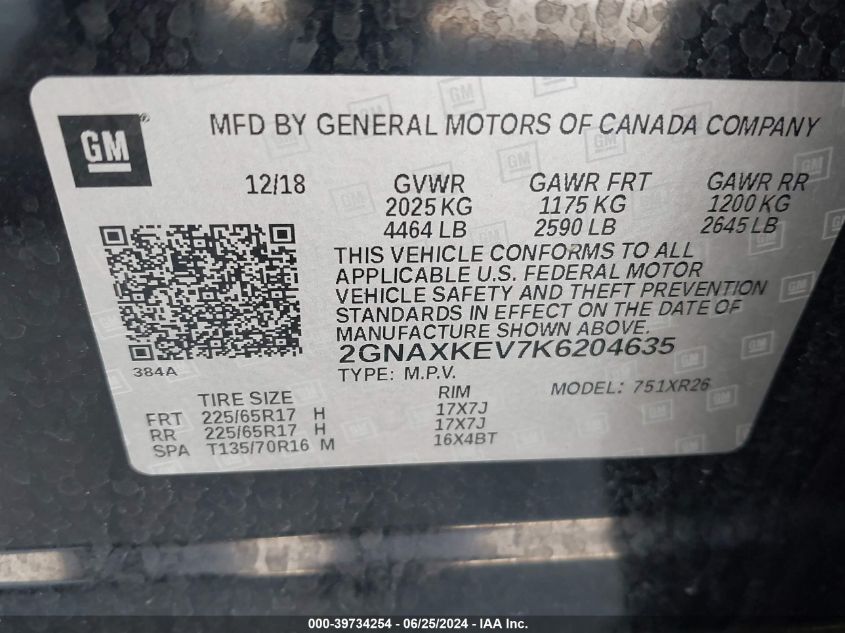 GM ®
MFD BY GENERAL MOTORS OF CANADA COMPANY
12/18 GVWR GAWR FRT GAWR RR
2025 KG 1175 KG 1200 KG
4464 LB 2590 LB 2645 LB
THIS VEHICLE CONFORMS TO ALL
APPLICABLE U.S. FEDERAL MOTOR
VEHICLE SAFETY AND THEFT PREVENTION
STANDARDS IN EFFECT ON THE DATE OF
MANUFACTURE SHOWN ABOVE.
2GNAXKEV7K6204635
384A
TYPE: M.P.V. MODEL: 751XR26
TIRE SIZE RIM
FRT 225/65R17 H 17X7J
RR 225/65R17 H 17X7J
SPA T135/70R16 M 16X4BT
000-39734254 - 06/25/2024 - IAA Inc.